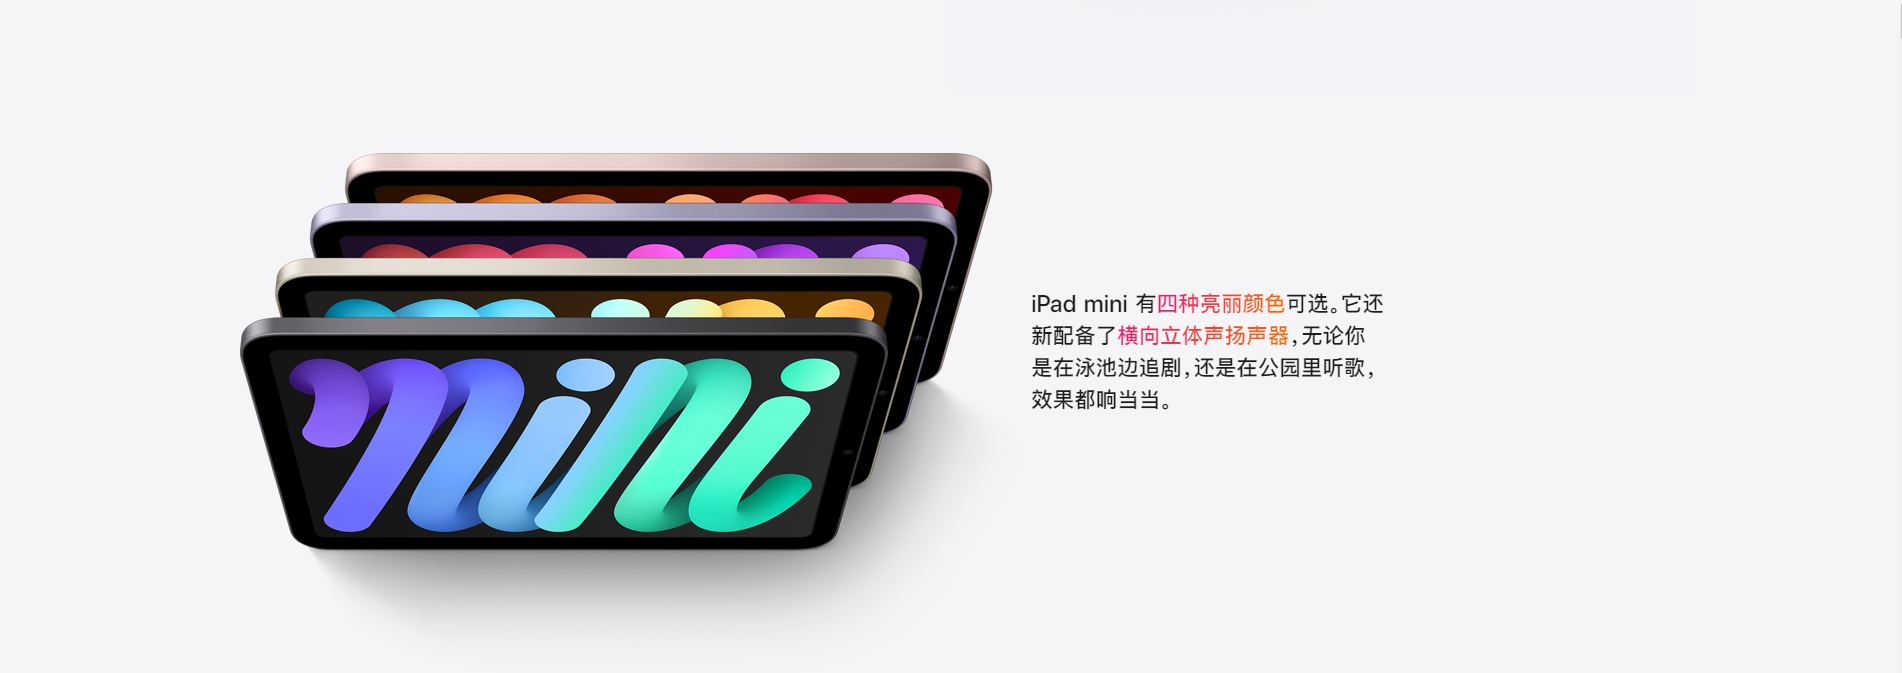 mini
iPad mini 有四种亮丽颜色可选。它还
新配备了横向立体声扬声器，无论你
是在泳池边追剧，还是在公园里听歌，
效果都响当当。